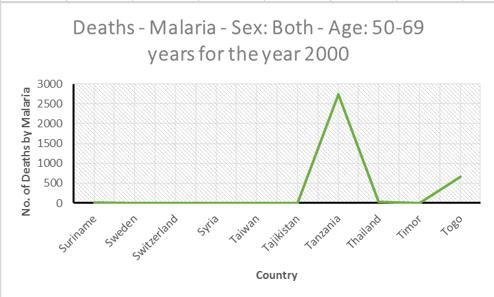 Deaths - Malaria - Sex: Both - Age: 50-69
years for the year 2000
No. of Deaths by Malaria
3000
2500
2000
1500
1000
500
0
Suriname
Sweden
Switzerland
Syria
Taiwan
Tajikistan
Tanzania
Thailand
Timor
Togo
Country